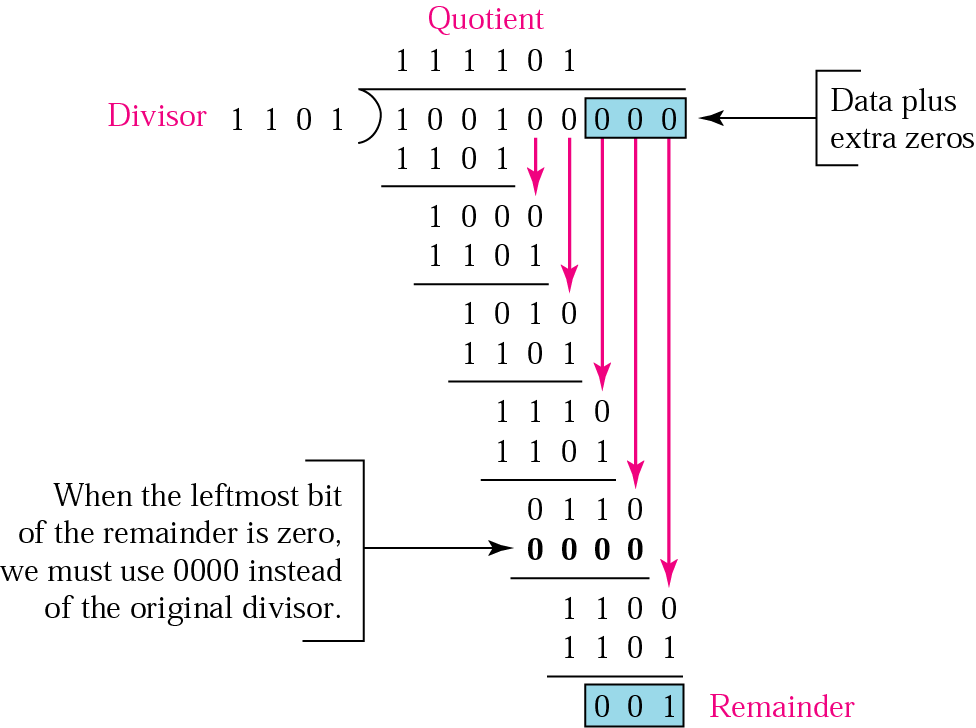 Quotient
1 1 1 1 0 1
Divisor 1 1 0 1 1 0 0 1 0 0 0 0 0
Data plus
extra zeros
1 1 0 1
1 0 0 0
1 1 0 1
1 0 1 0
1 1 0 1
1 1 1 0
1 1 0 1
When the leftmost bit
of the remainder is zero,
we must use 0000 instead
of the original divisor.
0 1 1 0
0 0 0 0
1 1 0 0
1 1 0 1
0 0 1 Remainder